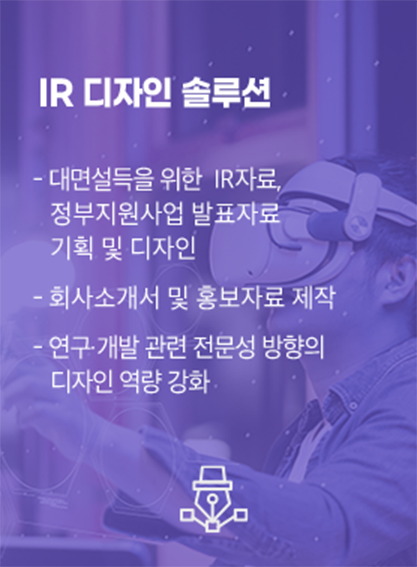 IR 디자인 솔루션
- 대면설득을 위한 IR자료,
정부지원사업 발표자료
기획 및 디자인
- 회사소개서 및 홍보자료 제작
- 연구·개발 관련 전문성 방향의
디자인 역량 강화